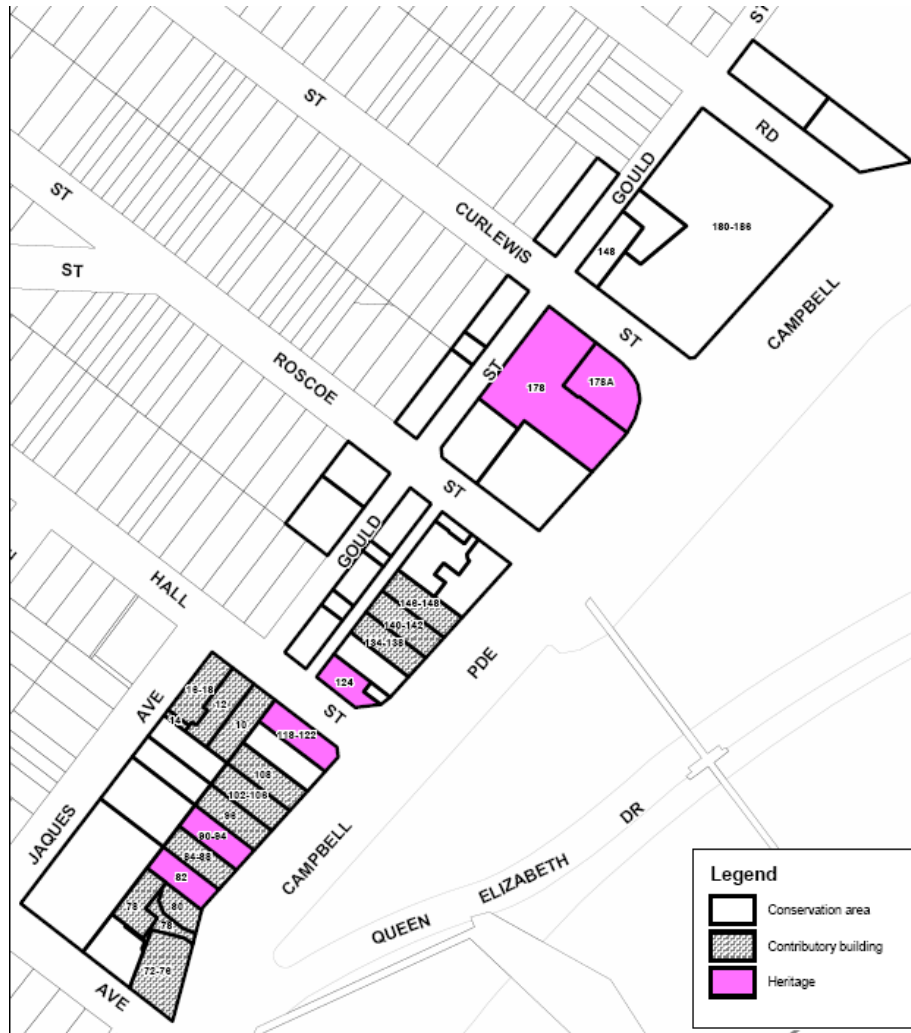 ST
ST
RD
GOULD
180-186
148
CURLEWIS
ST
CAMPBELL
ST
ST
178A
178
ST
ROSCOE
ST
GOULD
146-148
140-142
134-138
HALL
PDE
124
16-18
12
10
14
AVE
ST
118-122
108
102-106
96
90-94
84-88
82
JAQUES
CAMPBELL
DR
ELIZABETH
QUEEN
78
80
78
72-76
AVE
Legend
Conservation area
Contributory building
Heritage